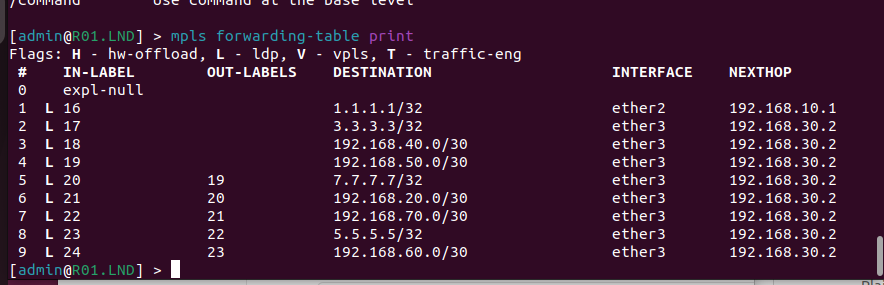 /command        Use command at the base level
[admin@R01.LND] > mpls forwarding-table print
Flags: H - hw-offload, L - ldp, V - vpls, T - traffic-eng
 #    IN-LABEL    OUT-LABELS  DESTINATION      INTERFACE  NEXTHOP
 0    expl-null
 1  L 16                      1.1.1.1/32       ether2     192.168.10.1
 2  L 17                      3.3.3.3/32       ether3     192.168.30.2
 3  L 18                      192.168.40.0/30  ether3     192.168.30.2
 4  L 19                      192.168.50.0/30  ether3     192.168.30.2
 5  L 20          19          7.7.7.7/32       ether3     192.168.30.2
 6  L 21          20          192.168.20.0/30  ether3     192.168.30.2
 7  L 22          21          192.168.70.0/30  ether3     192.168.30.2
 8  L 23          22          5.5.5.5/32       ether3     192.168.30.2
 9  L 24          23          192.168.60.0/30  ether3     192.168.30.2
[admin@R01.LND] >